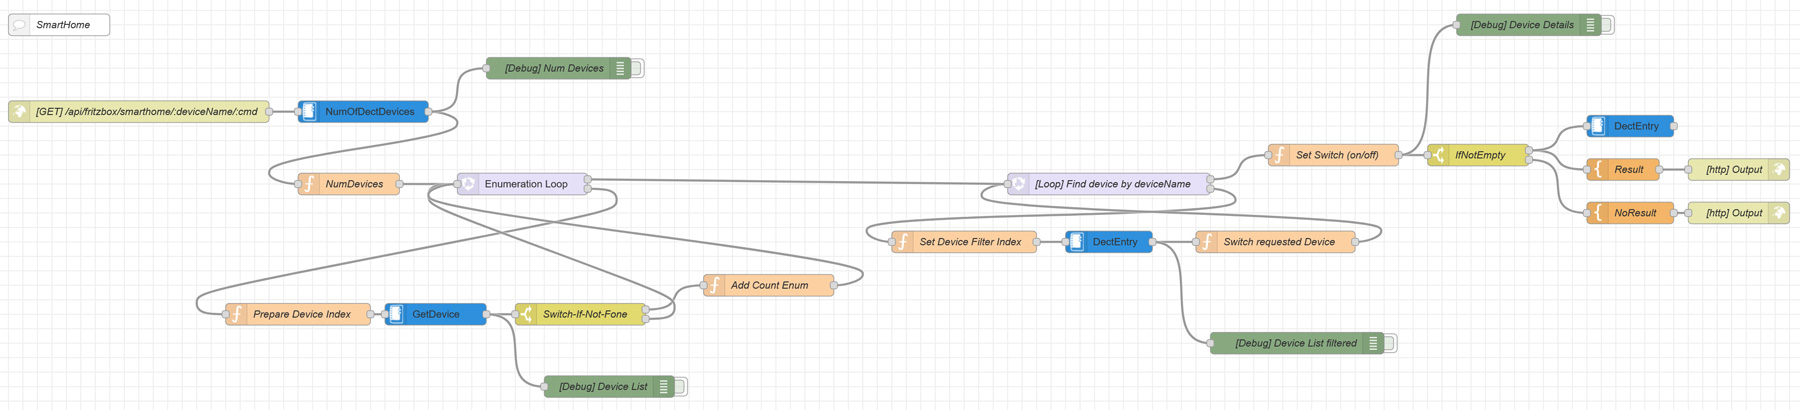 SmartHome
[Debug] Device Details
[Debug] Num Devices
[GET] /api/fritzbox/smarthome/:deviceName/:cmd
NumOfDectDevices
DectEntry
Set Switch (on/off)
IfNotEmpty
Result
[http] Output
NumDevices
Enumeration Loop
[Loop] Find device by deviceName
NoResult
[http] Output
Set Device Filter Index
DectEntry
Switch requested Device
Add Count Enum
Prepare Device Index
GetDevice
Switch-If-Not-Fone
[Debug] Device List filtered
[Debug] Device List